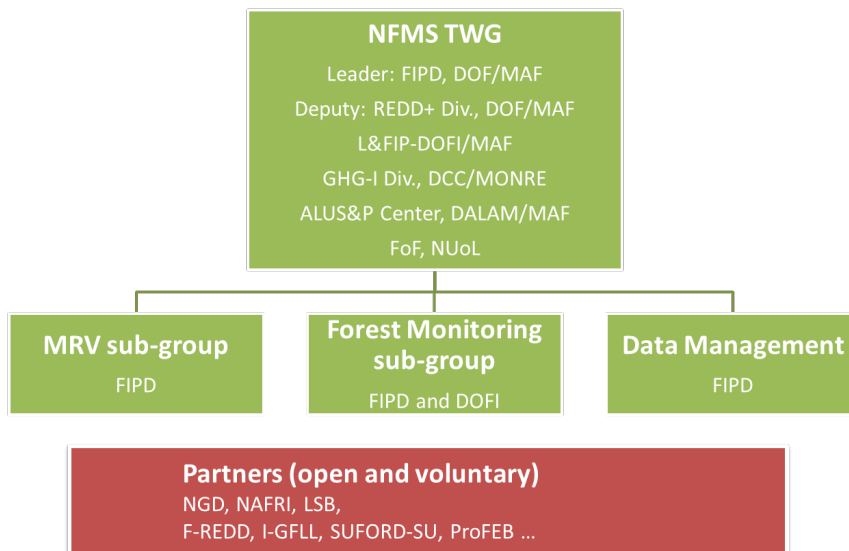 NFMS TWG
Leader: FIPD, DOF/MAF
Deputy: REDD+ Div., DOF/MAF
L&FIP-DOFI/MAF
GHG-I Div., DCC/MONRE
ALUS&P Center, DALAM/MAF
FoF, NUoL
MRV sub-group
FIPD
Forest Monitoring
sub-group
FIPD and DOFI
Data Management
FIPD
Partners (open and voluntary)
NGD, NAFRI, LSB,
F-REDD, I-GFLL, SUFORD-SU, ProFEB ...